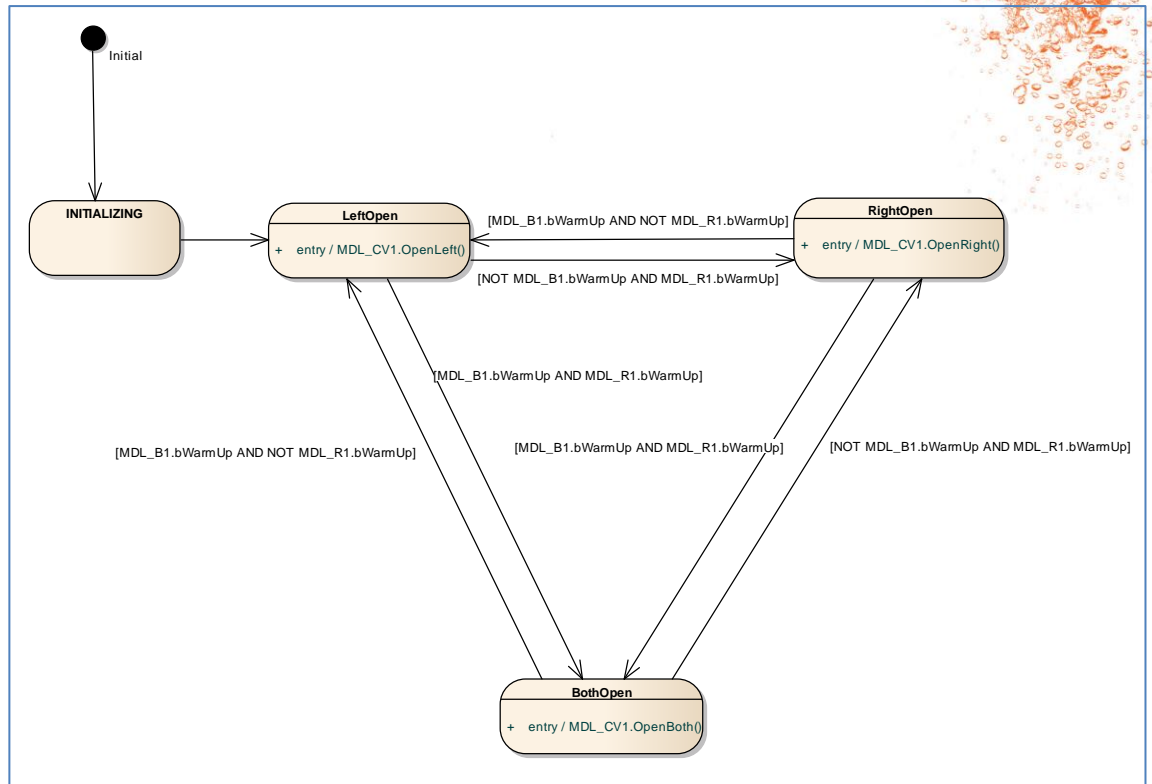 Initial
INITIALIZING
LeftOpen
+ entry / MDL_CV1.OpenLeft()
[MDL_B1.bWarmUp AND NOT MDL_R1.bWarmUp]
[NOT MDL_B1.bWarmUp AND MDL_R1.bWarmUp]
RightOpen
+ entry / MDL_CV1.OpenRight()
[MDL_B1.bWarmUp AND MDL_R1.bWarmUp]
[MDL_B1.bWarmUp AND NOT MDL_R1.bWarmUp]
[MDL_B1.bWarmUp AND MDL_R1.bWarmUp]
[NOT MDL_B1.bWarmUp AND MDL_R1.bWarmUp]
BothOpen
+ entry / MDL_CV1.OpenBoth()